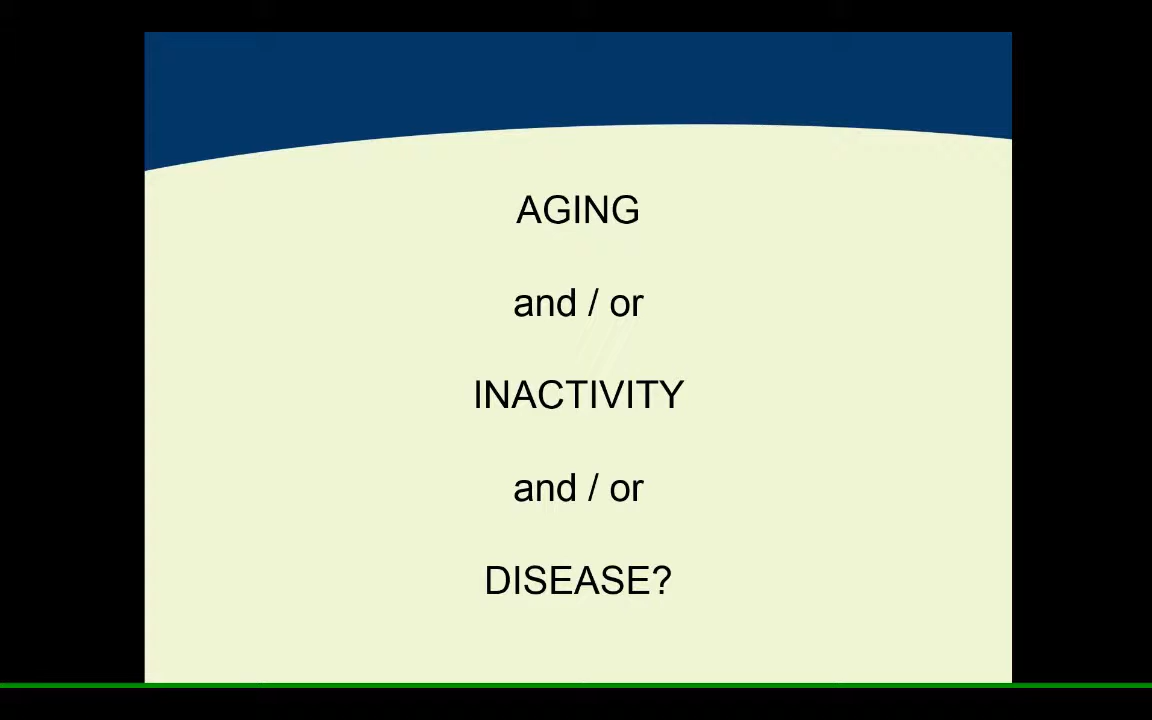 AGING
and / or
INACTIVITY
and / or
DISEASE?